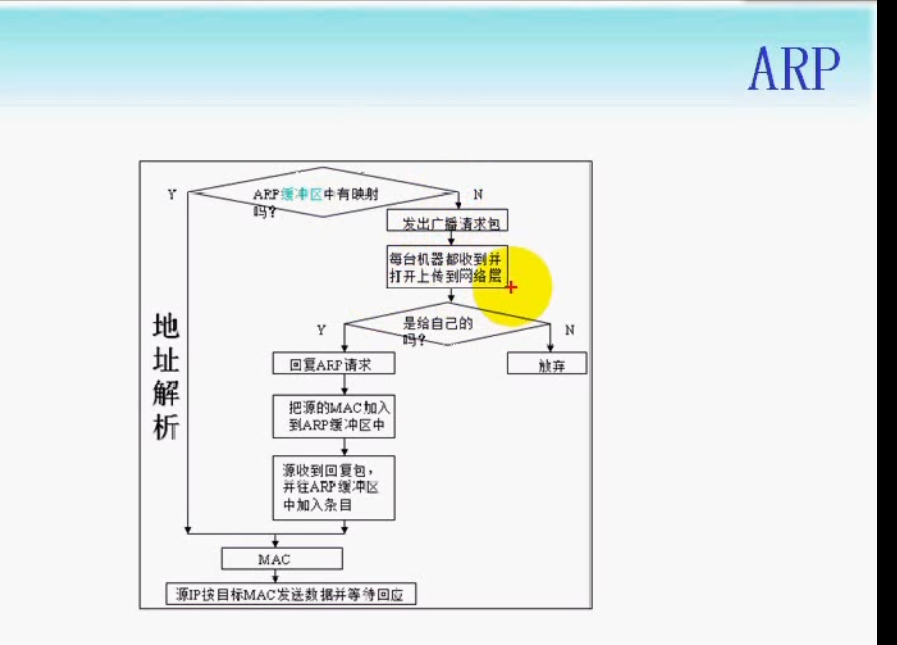 ARP
Y
ARP缓冲区中有映射
吗?
N
发出广播请求包
每台机器都收到并
打开上传到网络层
Y
是给自己的
吗?
N
地
址
解
析
回复ARP请求
放弃
把源的MAC加入
到ARP缓冲区中
源收到回复包，
并往ARP缓冲区
中加入条目
MAC
源IP按目标MAC发送数据并等待回应